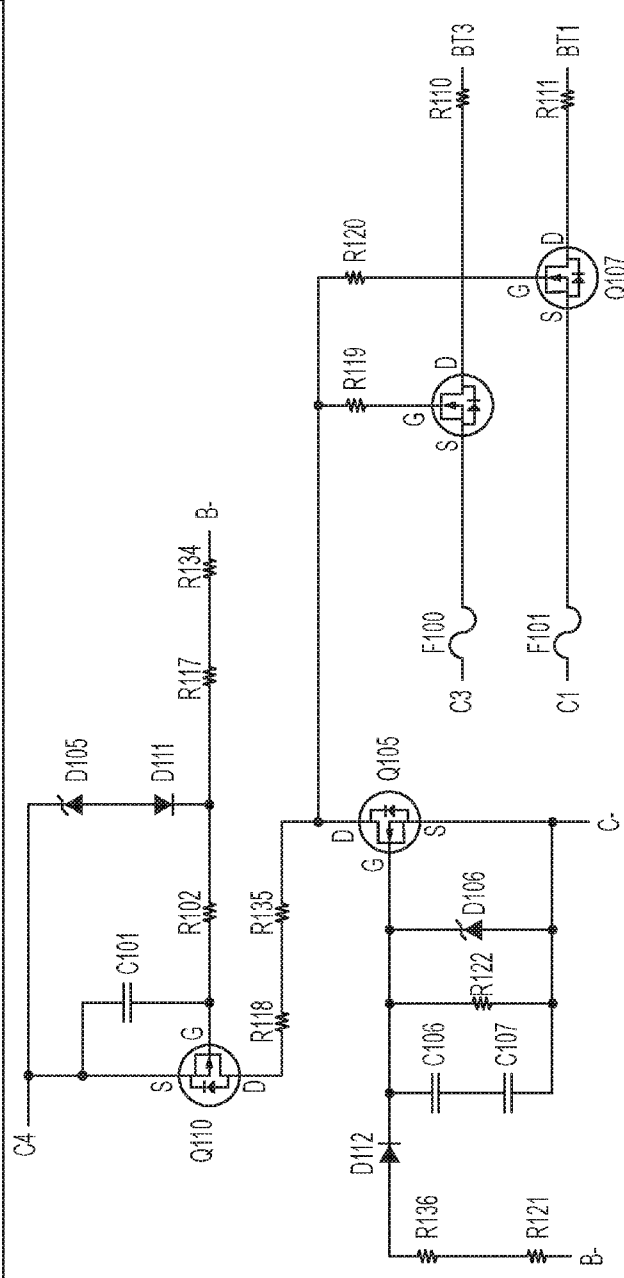 C4
S
G
D
Q110
C101
R102
D105
D111
R117
R134
B-
R118
R135
D
G
S
Q105
C-
D112
R136
R121
B-
C106
C107
R122
D106
R119
R120
G
S
D
G
S
D
Q107
C3
F100
R110
BT3
C1
F101
R111
BT1